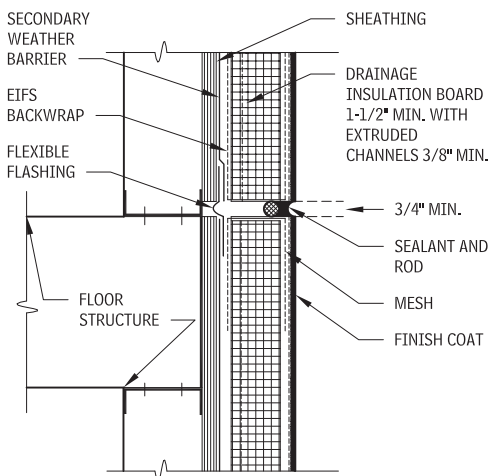 SECONDARY
WEATHER
BARRIER
EIFS
BACKWRAP
FLEXIBLE
FLASHING
FLOOR
STRUCTURE
SHEATHING
DRAINAGE
INSULATION BOARD
1-1/2" MIN. WITH
EXTRUDED
CHANNELS 3/8" MIN.
3/4" MIN.
SEALANT AND
ROD
MESH
FINISH COAT